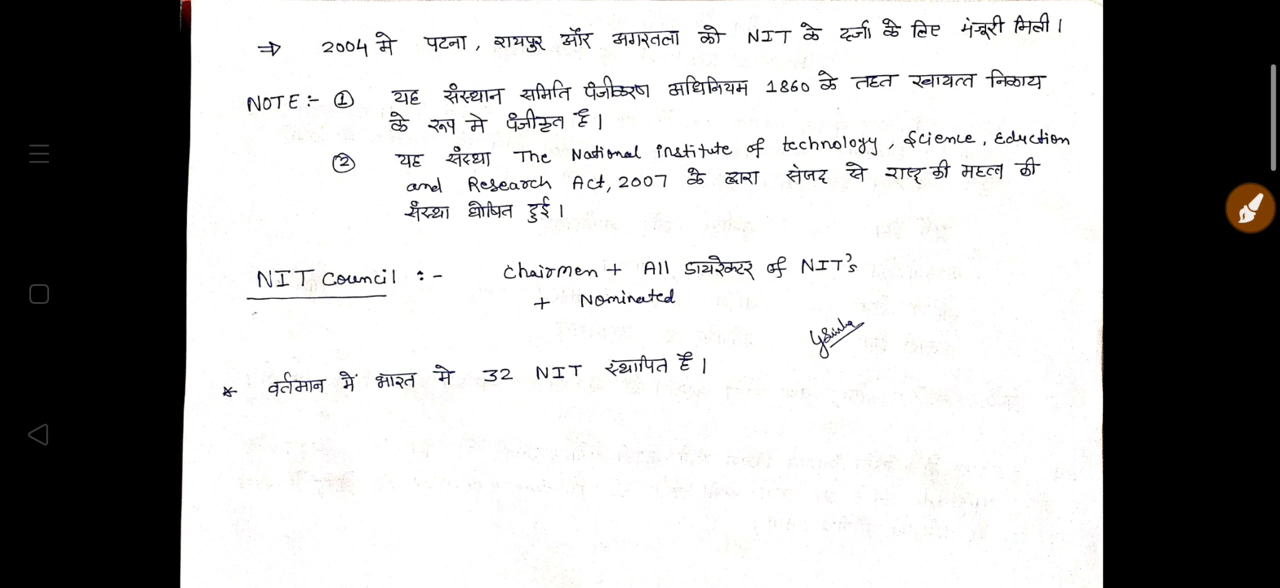 ⇒ 2004 मे पटना, रायपुर और अगरतला को NIT के दर्जा के लिए मंजूरी मिली।
NOTE:- ① यह संस्थान समिति पंजीकरण अधिनियम 1860 के तहत स्वायत्त निकाय
के रूप मे पंजीकृत है।
② यह संस्था The National institute of technology, Science, Eduction
and Research Act, 2007 के द्वारा संसद से राष्ट्र की महत्व की
संस्था घोषित हुई।
NIT Council :- Chairmen + All डायरेक्टर of NIT's
+ Nominated
* वर्तमान में भारत मे 32 NIT स्थापित है।